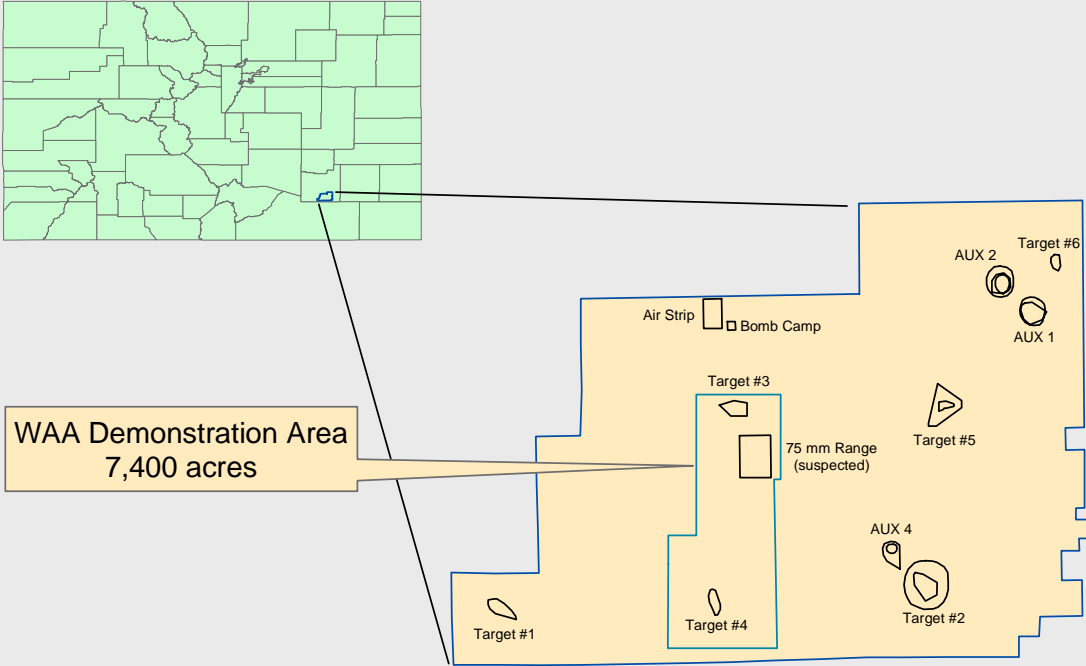 Target #6
AUX 2
Air Strip
Bomb Camp
AUX 1
Target #3
WAA Demonstration Area
7,400 acres
75 mm Range
(suspected)
Target #5
AUX 4
Target #1
Target #4
Target #2